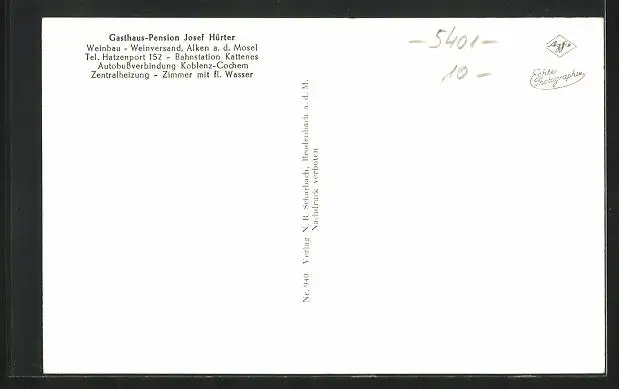 Gasthaus-Pension Josef Hürter
Weinbau - Weinversand, Alken a. d. Mosel
Tel. Hatzenport 152 - Bahnstation Kattenes
Autobußverbindung Koblenz-Cochem
Zentralheizung - Zimmer mit fl. Wasser
- 5401 -
10 -
Agfa
Echte
Photographie
Nr. 940 Verlag N. R. Scharbach, Brodenbach a. d. M.
Nachdruck verboten